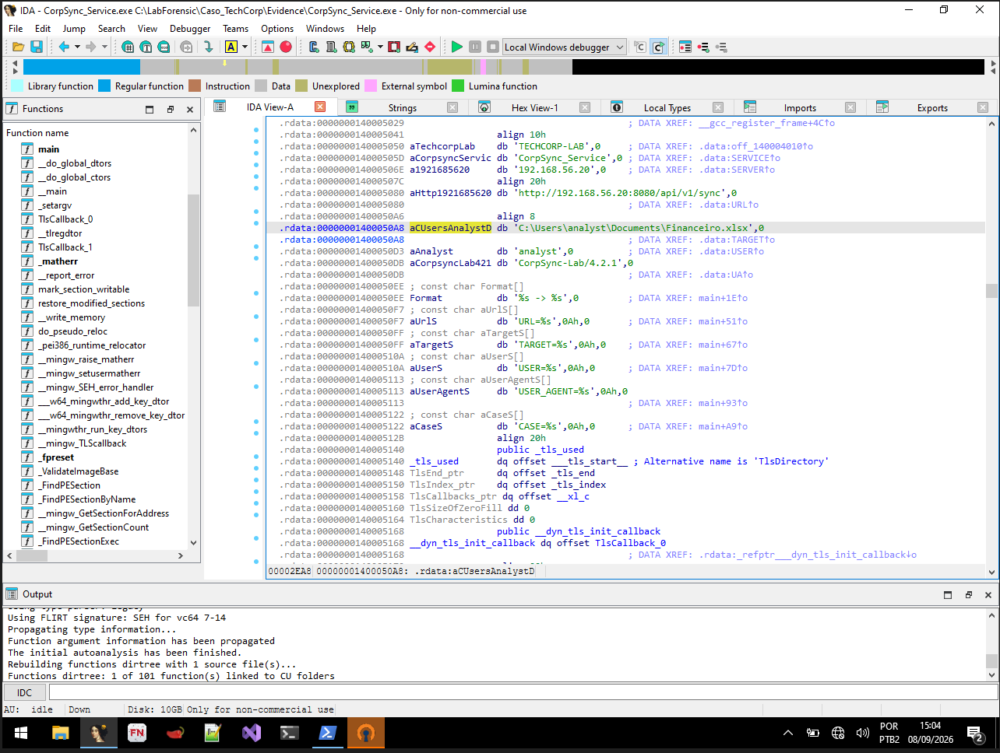 IDA - CorpSync_Service.exe C:\LabForensic\Caso_TechCorp\Evidence\CorpSync_Service.exe - Only for non-commercial use
File Edit Jump Search View Debugger Teams Options Windows Help
Local Windows debugger
Library function Regular function Instruction Data Unexplored External symbol Lumina function
Functions
IDA View-A Strings Hex View-1 Local Types Imports Exports
Function name
main
__do_global_dtors
__do_global_ctors
__main
_setargv
TlsCallback_0
__tlregdtor
TlsCallback_1
_matherr
__report_error
mark_section_writable
restore_modified_sections
__write_memory
do_pseudo_reloc
_pei386_runtime_relocator
__mingw_raise_matherr
__mingw_setusermatherr
__mingw_SEH_error_handler
___w64_mingwthr_add_key_dtor
___w64_mingwthr_remove_key_dtor
__mingwthr_run_key_dtors
__mingw_TLScallback
_fpreset
_ValidateImageBase
_FindPESection
_FindPESectionByName
__mingw_GetSectionForAddress
__mingw_GetSectionCount
_FindPESectionExec
.rdata:0000000140005029 ; DATA XREF: __gcc_register_frame+4C↑o
.rdata:0000000140005041 align 10h
.rdata:0000000140005050 aTechcorpLab db 'TECHCORP-LAB',0 ; DATA XREF: .data:off_140004010↑o
.rdata:000000014000505D aCorpsyncServic db 'CorpSync_Service',0 ; DATA XREF: .data:SERVICE↑o
.rdata:000000014000506E a1921685620 db '192.168.56.20',0 ; DATA XREF: .data:SERVER↑o
.rdata:000000014000507C align 20h
.rdata:0000000140005080 aHttp1921685620 db 'http://192.168.56.20:8080/api/v1/sync',0
.rdata:0000000140005080 ; DATA XREF: .data:URL↑o
.rdata:00000001400050A6 align 8
.rdata:00000001400050A8 aCUsersAnalystD db 'C:\Users\analyst\Documents\Financeiro.xlsx',0
.rdata:00000001400050A8 ; DATA XREF: .data:TARGET↑o
.rdata:00000001400050D3 aAnalyst db 'analyst',0 ; DATA XREF: .data:USER↑o
.rdata:00000001400050DB aCorpsyncLab421 db 'CorpSync-Lab/4.2.1',0
.rdata:00000001400050DB ; DATA XREF: .data:UA↑o
.rdata:00000001400050EE ; const char Format[]
.rdata:00000001400050EE Format db '%s -> %s',0 ; DATA XREF: main+1E↑o
.rdata:00000001400050F7 ; const char aUrlS[]
.rdata:00000001400050F7 aUrlS db 'URL=%s',0Ah,0 ; DATA XREF: main+51↑o
.rdata:00000001400050FF ; const char aTargetS[]
.rdata:00000001400050FF aTargetS db 'TARGET=%s',0Ah,0 ; DATA XREF: main+67↑o
.rdata:000000014000510A ; const char aUserS[]
.rdata:000000014000510A aUserS db 'USER=%s',0Ah,0 ; DATA XREF: main+7D↑o
.rdata:0000000140005113 ; const char aUserAgentS[]
.rdata:0000000140005113 aUserAgentS db 'USER_AGENT=%s',0Ah,0
.rdata:0000000140005113 ; DATA XREF: main+93↑o
.rdata:0000000140005122 ; const char aCaseS[]
.rdata:0000000140005122 aCaseS db 'CASE=%s',0Ah,0 ; DATA XREF: main+A9↑o
.rdata:000000014000512B align 20h
.rdata:0000000140005140 public _tls_used
.rdata:0000000140005140 _tls_used dq offset ___tls_start__ ; Alternative name is 'TlsDirectory'
.rdata:0000000140005148 TlsEnd_ptr dq offset _tls_end
.rdata:0000000140005150 TlsIndex_ptr dq offset _tls_index
.rdata:0000000140005158 TlsCallbacks_ptr dq offset __xl_c
.rdata:0000000140005160 TlsSizeOfZeroFill dd 0
.rdata:0000000140005164 TlsCharacteristics dd 0
.rdata:0000000140005168 public __dyn_tls_init_callback
.rdata:0000000140005168 __dyn_tls_init_callback dq offset TlsCallback_0
.rdata:0000000140005168 ; DATA XREF: .rdata:_refptr___dyn_tls_init_callback↓o
00002EA8 00000001400050A8: .rdata:aCUsersAnalystD
Output
Using FLIRT signature: SEH for vc64 7-14
Propagating type information...
Function argument information has been propagated
The initial autoanalysis has been finished.
Rebuilding functions dirtree with 1 source file(s)...
Functions dirtree: 1 of 101 function(s) linked to CU folders
IDC
AU: idle Down Disk: 10GB Only for non-commercial use
FN
POR 15:04
PTB2 08/09/2026
2